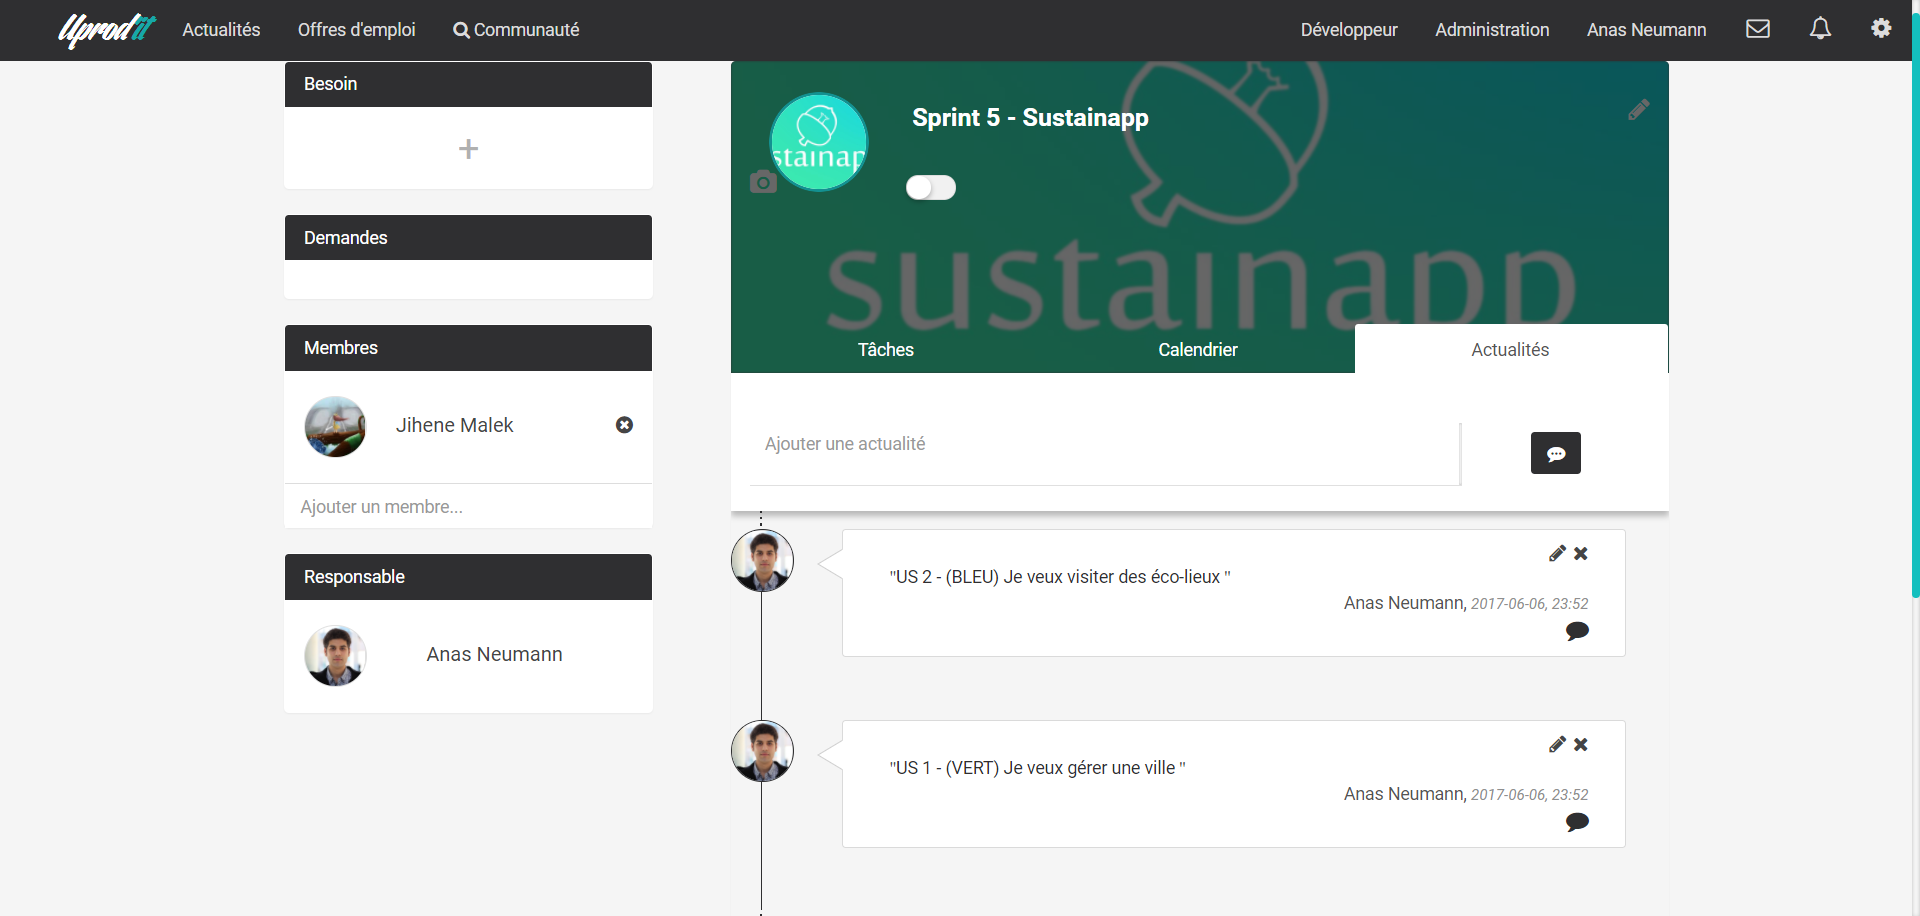 Uprodit Actualités Offres d'emploi Communauté Développeur Administration Anas Neumann
Besoin
+
Demandes
Membres
Jihene Malek
Ajouter un membre...
Responsable
Anas Neumann
stainap
Sprint 5 - Sustainapp
sustainapp
Tâches Calendrier Actualités
Ajouter une actualité
"US 2 - (BLEU) Je veux visiter des éco-lieux "
Anas Neumann, 2017-06-06, 23:52
"US 1 - (VERT) Je veux gérer une ville "
Anas Neumann, 2017-06-06, 23:52